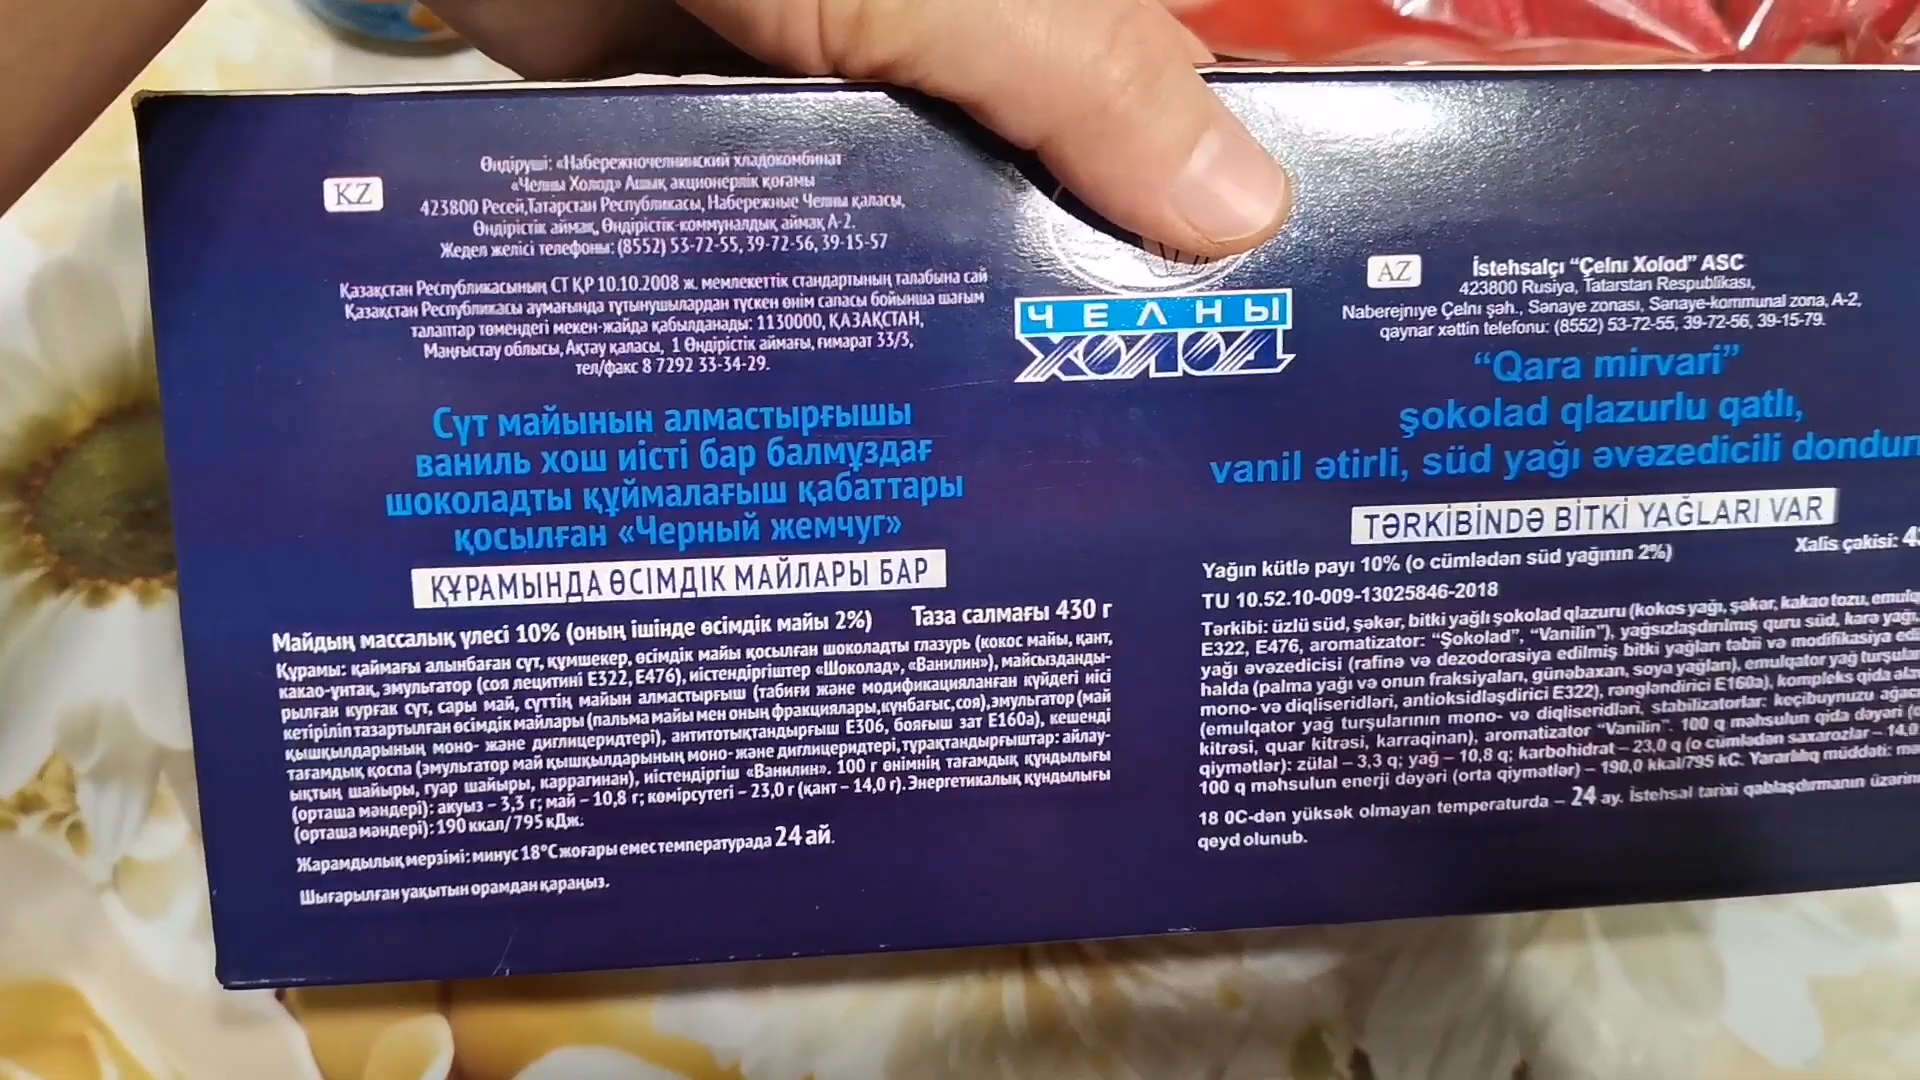 KZ
Өндіруші: «Набережночелнинский хладокомбинат
«Челны Холод» Ашық акционерлік қоғамы
423800 Ресей,Татарстан Республикасы, Набережные Челны қаласы,
Өндірістік аймақ, Өндірістік-коммуналдық аймақ А-2.
Жедел желісі телефоны: (8552) 53-72-55, 39-72-56, 39-15-57
Қазақстан Республикасының СТ ҚР 10.10.2008 ж. мемлекеттік стандартының талабына сай
Қазақстан Республикасы аумағында тұтынушылардан түскен өнім сапасы бойынша шағым
талаптар төмендегі мекен-жайда қабылданады: 1130000, ҚАЗАҚСТАН,
Маңғыстау облысы, Ақтау қаласы, 1 Өндірістік аймағы, ғимарат 33/3,
тел/факс 8 7292 33-34-29.
Сүт майының алмастырғышы
ваниль хош иісті бар балмұздағ
шоколадты құймалағыш қабаттары
қосылған «Черный жемчуг»
ҚҰРАМЫНДА ӨСІМДІК МАЙЛАРЫ БАР
Майдың массалық үлесі 10% (оның ішінде өсімдік майы 2%) Таза салмағы 430 г
Құрамы: қаймағы алынбаған сүт, құмшекер, өсімдік майы қосылған шоколадты глазурь (кокос майы, қант,
какао-ұнтақ, эмульгатор (соя лецитині Е322, Е476), иістендіргіштер «Шоколад», «Ванилин»), майсызданды-
рылған құрғақ сүт, сары май, сүттің майын алмастырғыш (табиғи және модификацияланған күйдегі иісі
кетіріліп тазартылған өсімдік майлары (пальма майы мен оның фракциялары, күнбағыс, соя), эмульгатор (май
қышқылдарының моно- және диглицеридтері), антитотықтандырғыш Е306, бояғыш зат Е160а), кешенді
тағамдық қоспа (эмульгатор май қышқылдарының моно- және диглицеридтері, тұрақтандырғыштар: айлау-
ықтың шайыры, гуар шайыры, каррагинан), иістендіргіш «Ванилин». 100 г өнімнің тағамдық құндылығы
(орташа мәндері): ақуыз – 3,3 г; май – 10,8 г; көмірсутегі – 23,0 г (қант – 14,0 г). Энергетикалық құндылығы
(орташа мәндері): 190 ккал/ 795 кДж.
Жарамдылық мерзімі: минус 18°С жоғары емес температурада 24 ай.
Шығарылған уақытын орамдан қараңыз.
ЧЕЛНЫ
ХОЛОД
AZ
İstehsalçı “Çelnı Xolod” ASC
423800 Rusiya, Tatarstan Respublikası,
Naberejnıye Çelnı şəh., Sənaye zonası, Sənaye-kommunal zona, A-2,
qaynar xəttin telefonu: (8552) 53-72-55, 39-72-56, 39-15-79.
“Qara mirvari”
şokolad qlazurlu qatlı,
vanil ətirli, süd yağı əvəzedicili dondur
TƏRKİBİNDƏ BİTKİ YAĞLARI VAR
Yağın kütlə payı 10% (o cümlədən süd yağının 2%) Xalis çəkisi:
TU 10.52.10-009-13025846-2018
Tərkibi: üzlü süd, şəkər, bitki yağlı şokolad qlazuru (kokos yağı, şəkər, kakao tozu,
E322, E476, aromatizator: “Şokolad”, “Vanilin”), yağsızlaşdırılmış quru süd, kərə yağı,
yağı əvəzedicisi (rafinə və dezodorasiya edilmiş bitki yağları təbii və modifikasiya
halda (palma yağı və onun fraksiyaları, günəbaxan, soya yağları), emulqator yağ
mono- və diqliseridləri, antioksidləşdirici E322), rəngləndirici E160a), kompleks qida
(emulqator yağ turşularının mono- və diqliseridləri, stabilizatorlar: keçibuynuzu
kitrəsi, quar kitrəsi, karraqinan), aromatizator “Vanilin”. 100 q məhsulun qida dəyəri
qiymətlər): zülal – 3,3 q; yağ – 10,8 q; karbohidrat – 23,0 q (o cümlədən saxarozlar –
100 q məhsulun enerji dəyəri (orta qiymətlər) – 190,0 kkal/795 kC. Yararlılıq müddəti:
18 0C-dən yüksək olmayan temperaturda – 24 ay. İstehsal tarixi qablaşdırmanın
qeyd olunub.